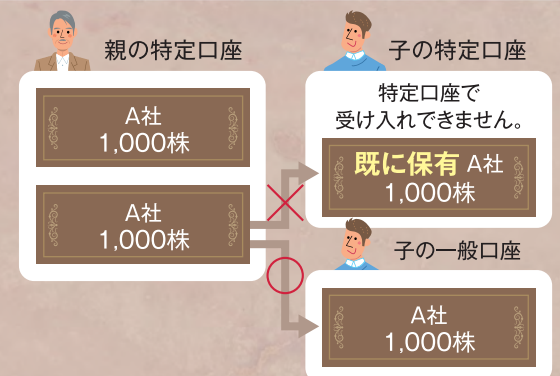 親の特定口座
A社
1,000株
A社
1,000株
子の特定口座
特定口座で
受け入れできません。
既に保有 A社
1,000株
子の一般口座
A社
1,000株